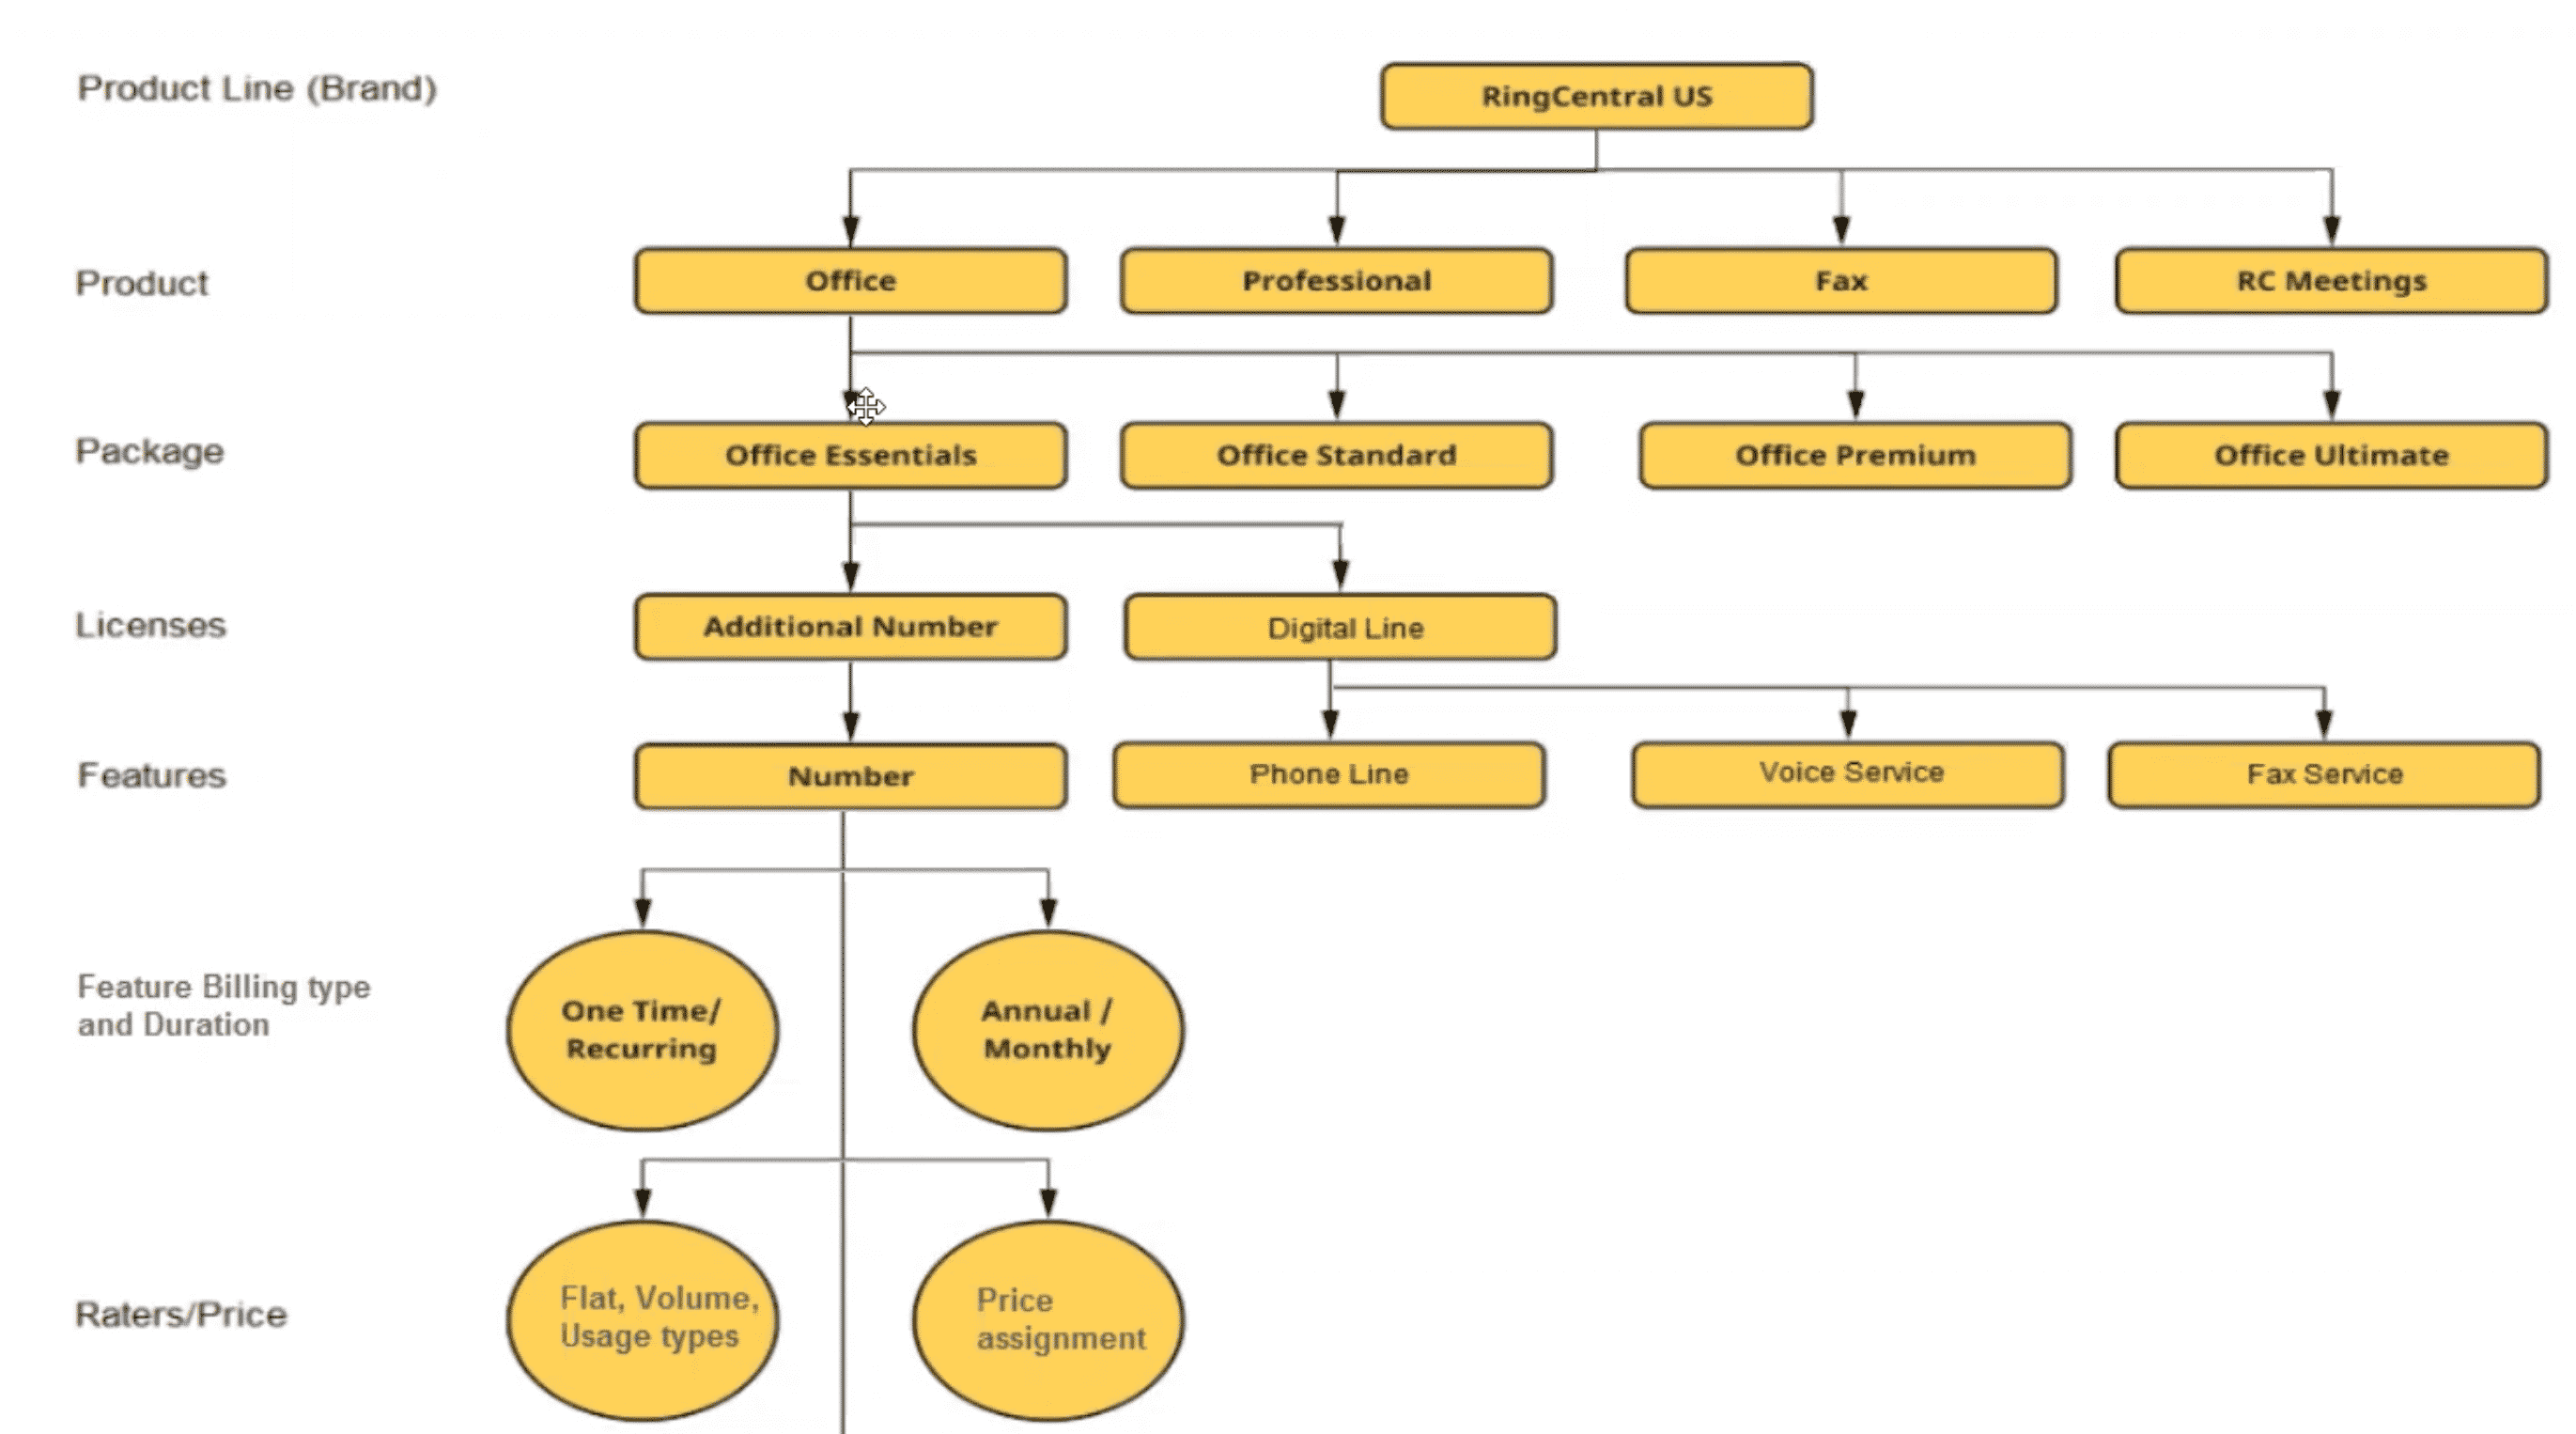 Product Line (Brand)
RingCentral US
Product
Office
Professional
Fax
RC Meetings
Package
Office Essentials
Office Standard
Office Premium
Office Ultimate
Licenses
Additional Number
Digital Line
Features
Number
Phone Line
Voice Service
Fax Service
Feature Billing type
and Duration
One Time/
Recurring
Annual /
Monthly
Raters/Price
Flat, Volume,
Usage types
Price
assignment